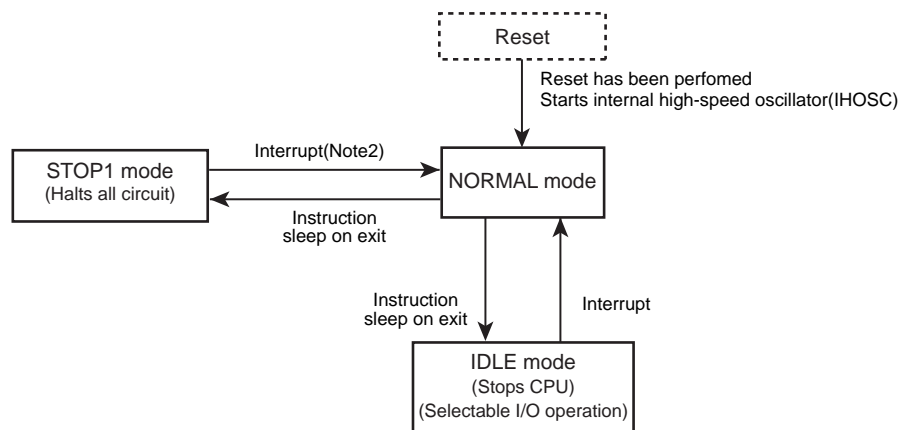 Reset
Reset has been perfomed
Starts internal high-speed oscillator(IHOSC)
STOP1 mode
(Halts all circuit)
Interrupt(Note2)
NORMAL mode
Instruction
sleep on exit
Instruction
sleep on exit
Interrupt
IDLE mode
(Stops CPU)
(Selectable I/O operation)